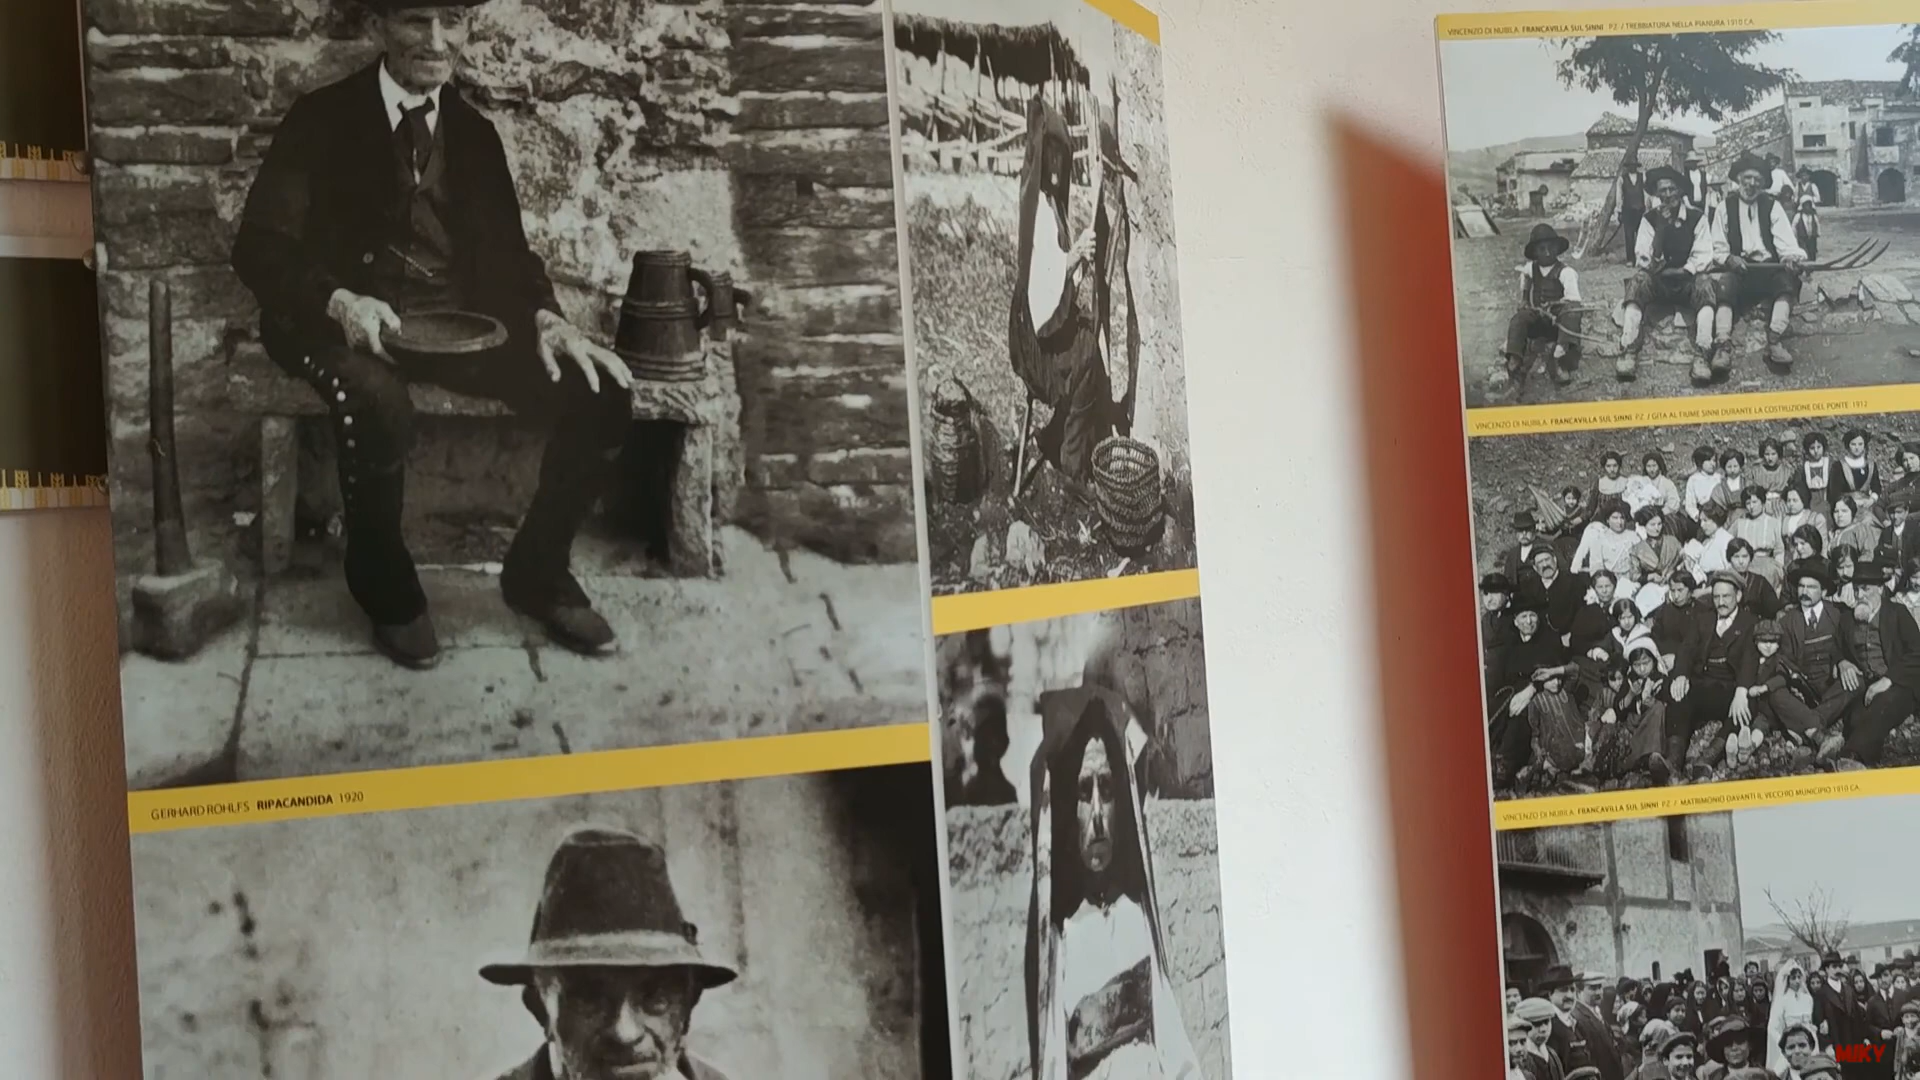 GERHARD ROHLFS RIPACANDIDA 1920
VINCENZO DI NUBILA FRANCAVILLA SUL SINNI PZ / TREBBIATURA NELLA PIANURA 1910 CA.
VINCENZO DI NUBILA FRANCAVILLA SUL SINNI PZ / GITA AL FIUME SINNI DURANTE LA COSTRUZIONE DEL PONTE 1912
VINCENZO DI NUBILA FRANCAVILLA SUL SINNI PZ / MATRIMONIO DAVANTI IL VECCHIO MUNICIPIO 1910 CA.
MIKY